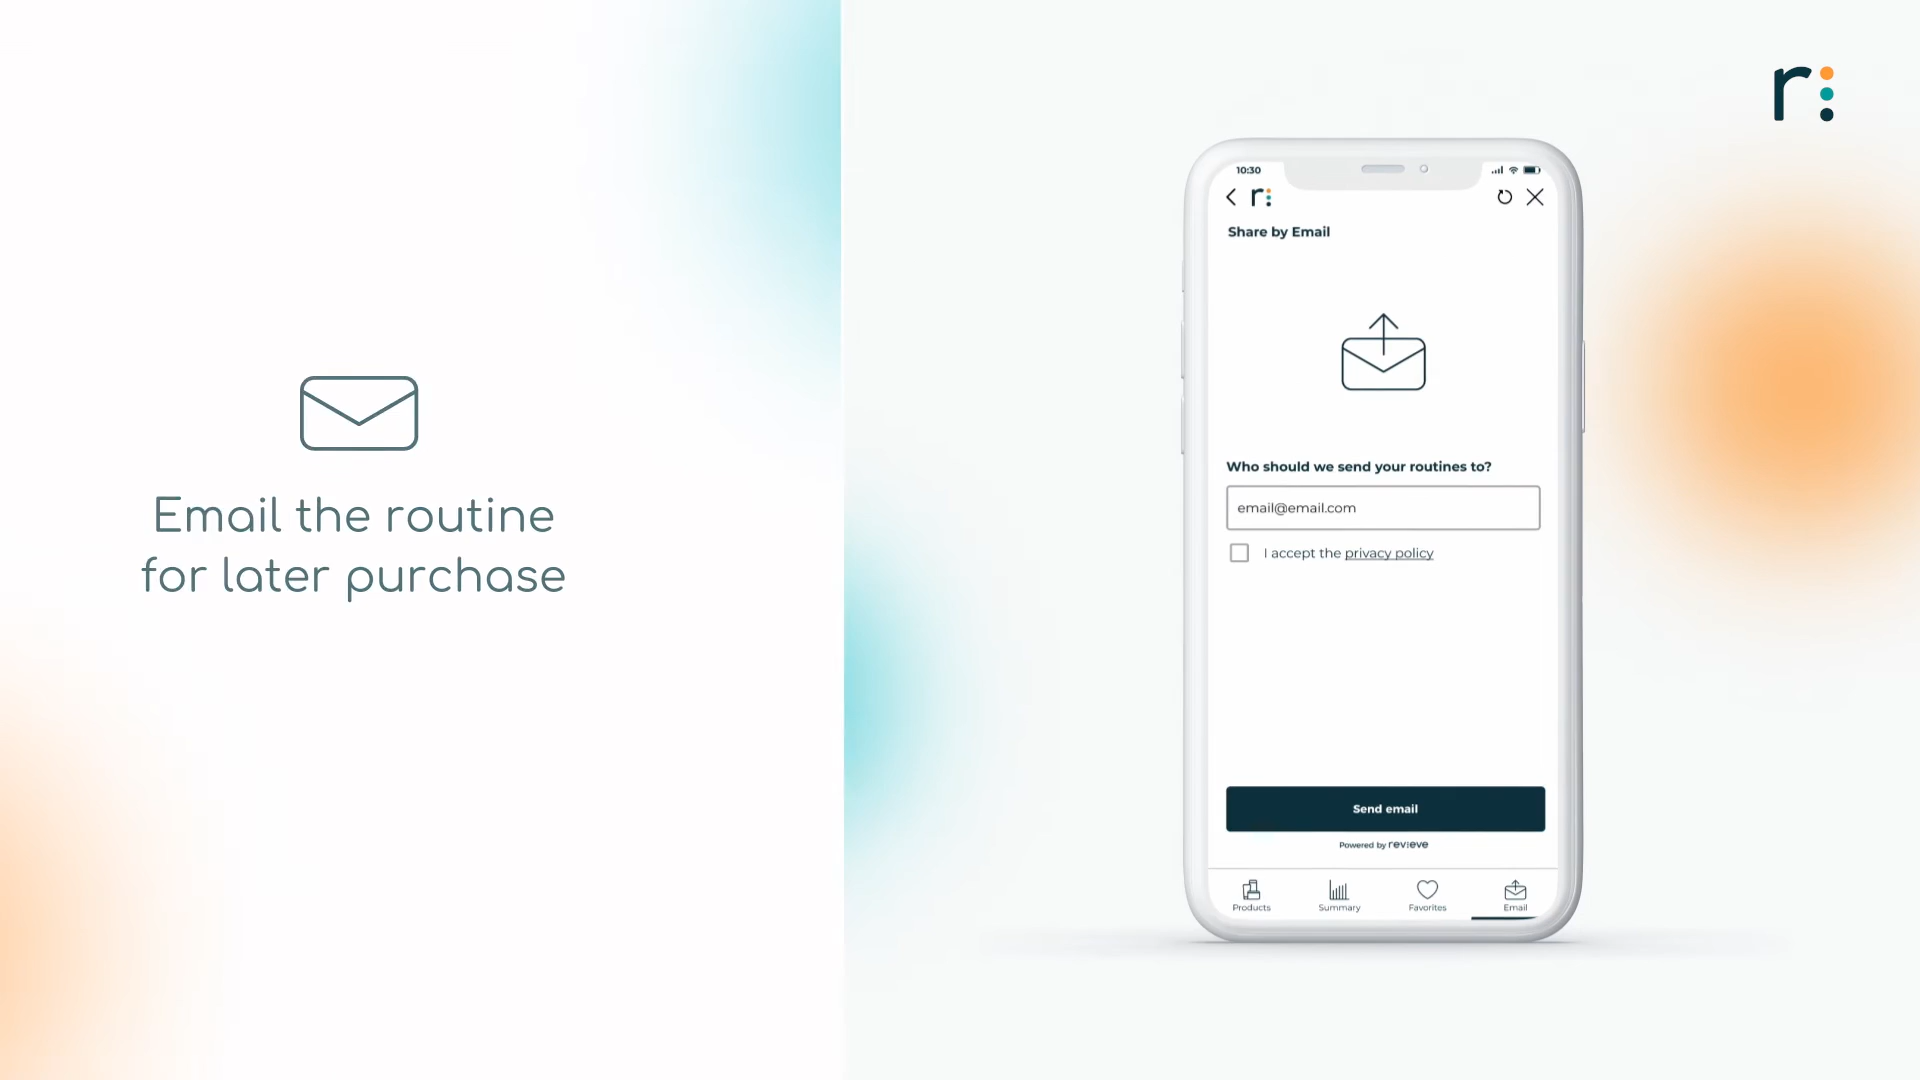 Email the routine
for later purchase
r:
10:30
r:
Share by Email
Who should we send your routines to?
email@email.com
I accept the privacy policy
Send email
Powered by revieve
Products
Summary
Favorites
Email